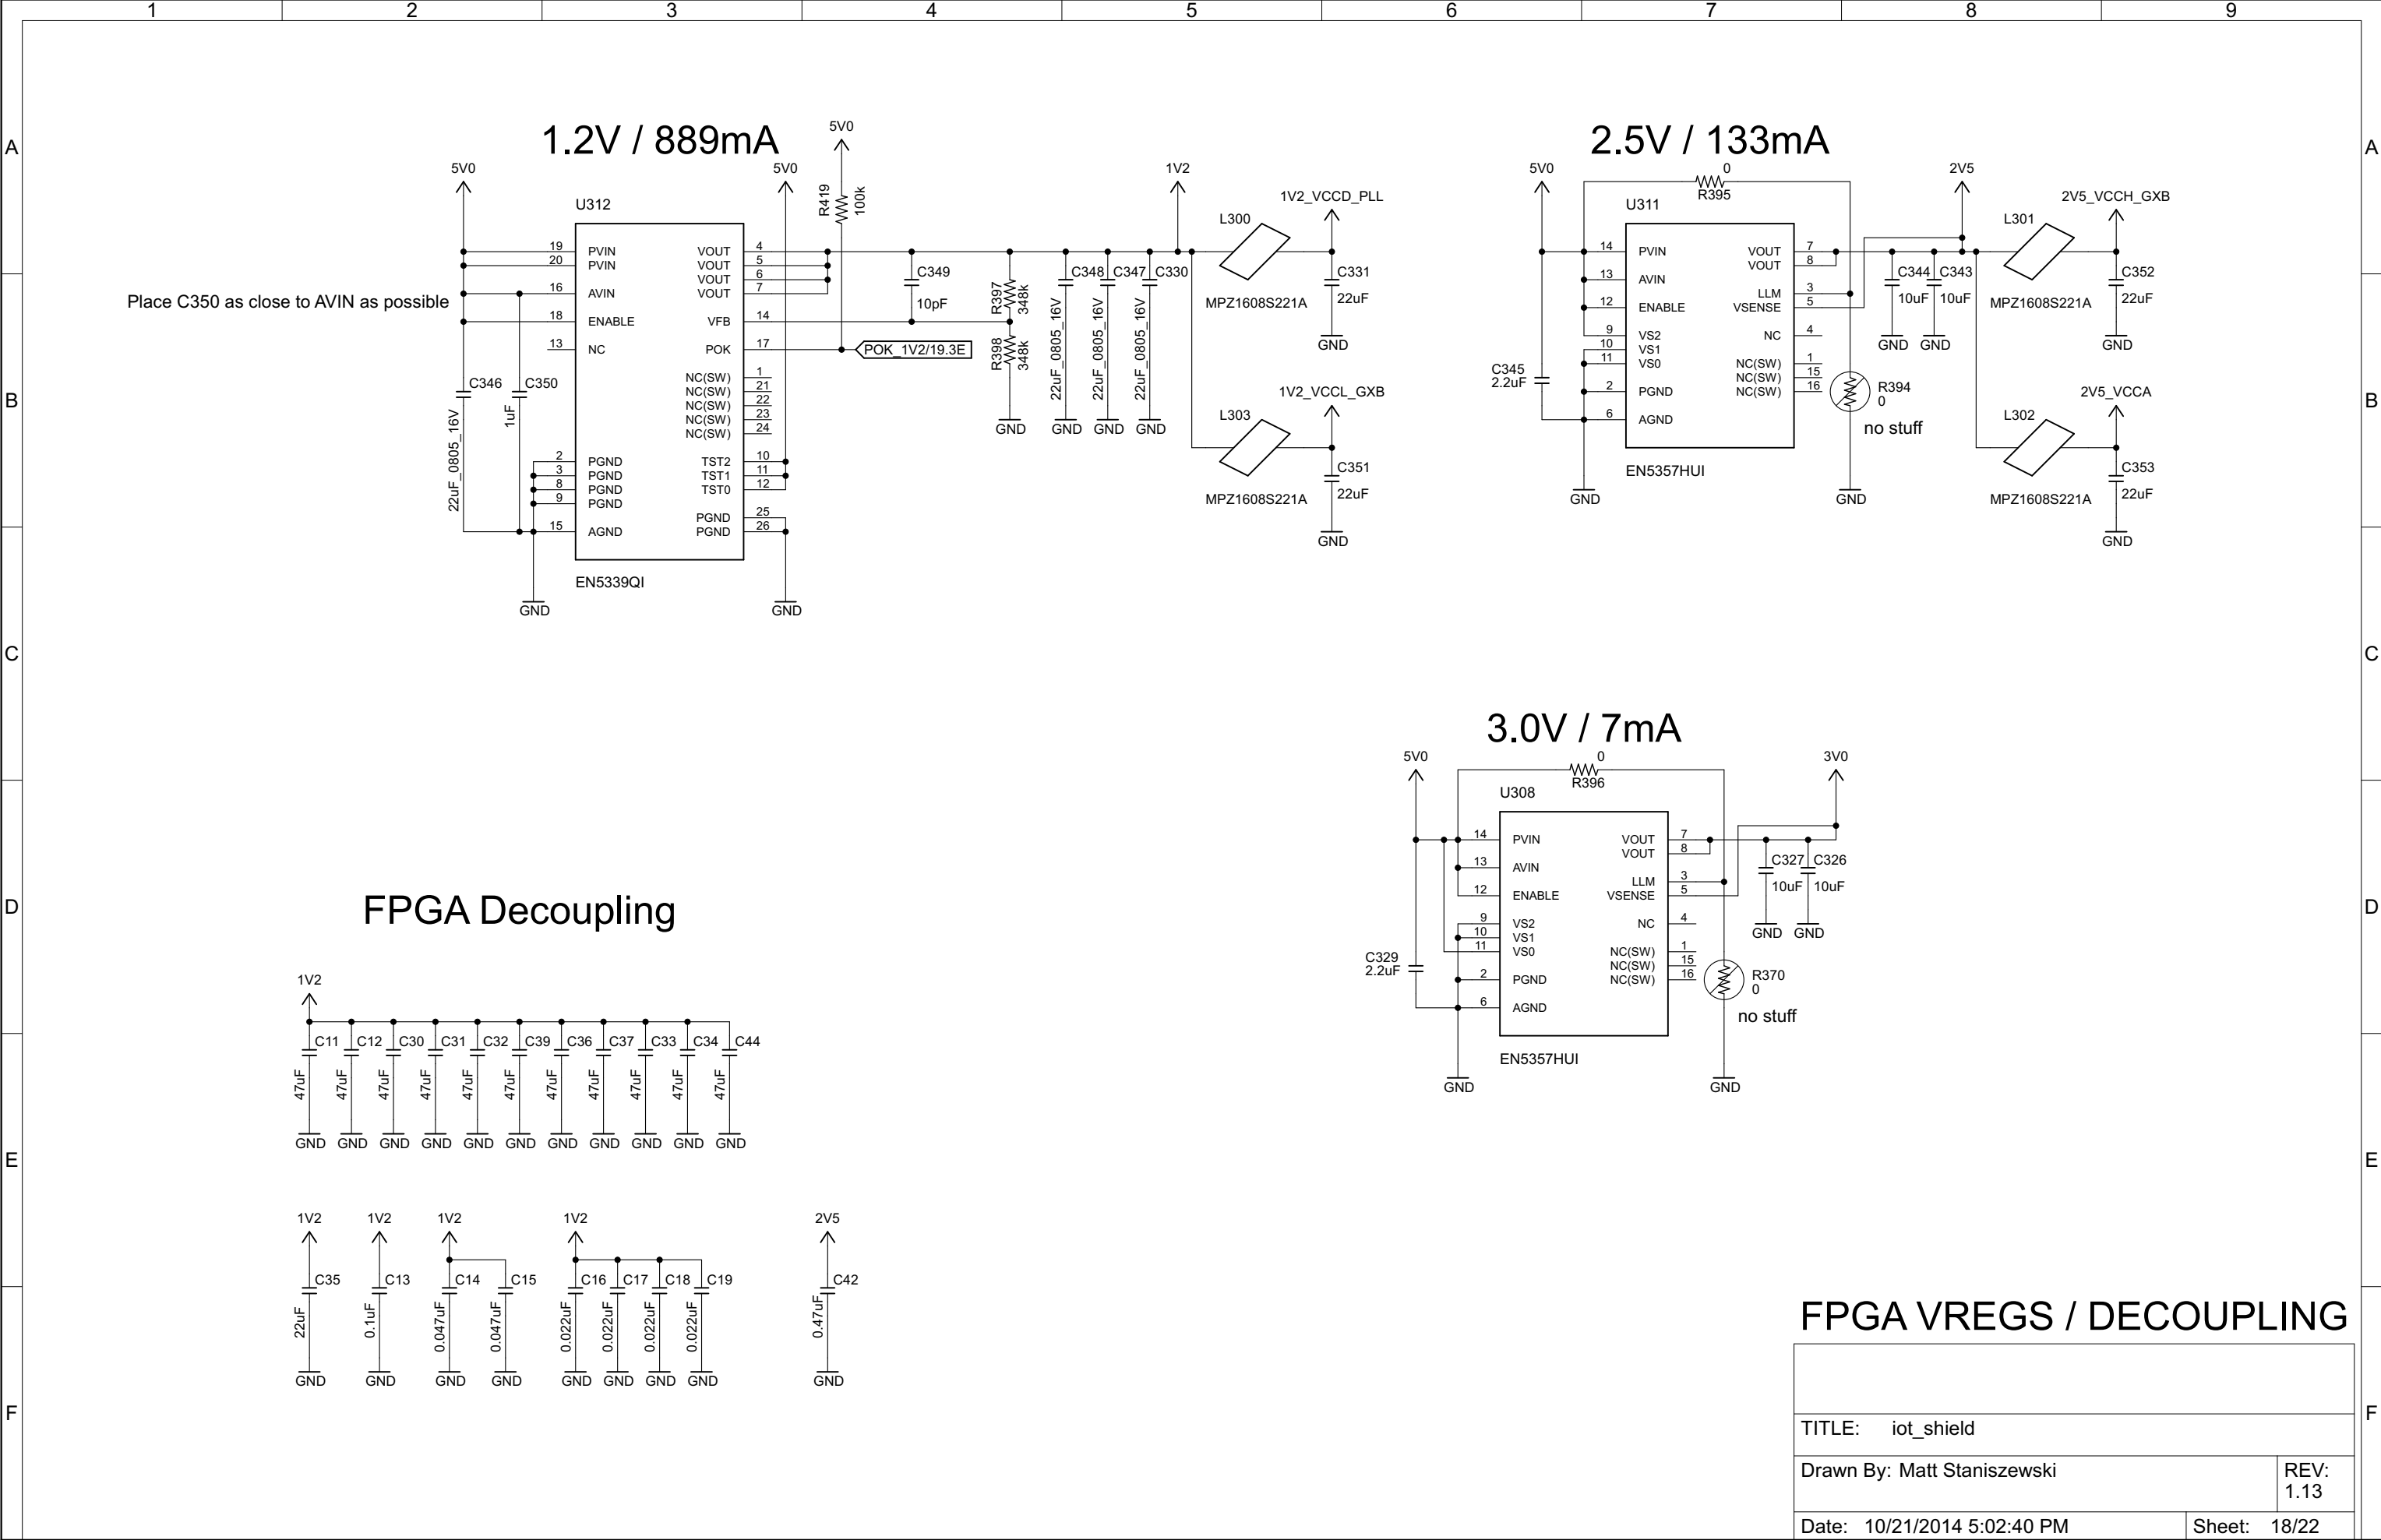 1 2 3 4 5 6 7 8 9
A
B
C
D
E
F
A
B
C
D
E
F
1.2V / 889mA
5V0
5V0
5V0
R419
100k
U312
19 PVIN
20 PVIN
16 AVIN
18 ENABLE
13 NC
2 PGND
3 PGND
8 PGND
9 PGND
15 AGND
VOUT 4
VOUT 5
VOUT 6
VOUT 7
VFB 14
POK 17
NC(SW) 1
NC(SW) 21
NC(SW) 22
NC(SW) 23
NC(SW) 24
TST2 10
TST1 11
TST0 12
PGND 25
PGND 26
EN5339QI
GND
GND
Place C350 as close to AVIN as possible
C346
22uF_0805_16V
C350
1uF
POK_1V2/19.3E
C349
10pF
R397
348k
R398
348k
GND
C348
22uF_0805_16V
GND
C347
22uF_0805_16V
GND
C330
22uF_0805_16V
GND
1V2
L300
MPZ1608S221A
1V2_VCCD_PLL
C331
22uF
GND
L303
MPZ1608S221A
1V2_VCCL_GXB
C351
22uF
GND
2.5V / 133mA
5V0
0
R395
U311
14 PVIN
13 AVIN
12 ENABLE
9 VS2
10 VS1
11 VS0
2 PGND
6 AGND
VOUT 7
VOUT 8
LLM 3
VSENSE 5
NC 4
NC(SW) 1
NC(SW) 15
NC(SW) 16
EN5357HUI
C345
2.2uF
GND
R394
0
no stuff
GND
2V5
C344
10uF
GND
C343
10uF
GND
L301
MPZ1608S221A
2V5_VCCH_GXB
C352
22uF
GND
L302
MPZ1608S221A
2V5_VCCA
C353
22uF
GND
3.0V / 7mA
5V0
0
R396
U308
14 PVIN
13 AVIN
12 ENABLE
9 VS2
10 VS1
11 VS0
2 PGND
6 AGND
VOUT 7
VOUT 8
LLM 3
VSENSE 5
NC 4
NC(SW) 1
NC(SW) 15
NC(SW) 16
EN5357HUI
C329
2.2uF
GND
R370
0
no stuff
GND
3V0
C327
10uF
GND
C326
10uF
GND
FPGA Decoupling
1V2
C11 C12 C30 C31 C32 C39 C36 C37 C33 C34 C44
47uF 47uF 47uF 47uF 47uF 47uF 47uF 47uF 47uF 47uF 47uF
GND GND GND GND GND GND GND GND GND GND GND
1V2 1V2 1V2 1V2 2V5
C35 C13 C14 C15 C16 C17 C18 C19 C42
22uF 0.1uF 0.047uF 0.047uF 0.022uF 0.022uF 0.022uF 0.022uF 0.47uF
GND GND GND GND GND GND GND GND GND
FPGA VREGS / DECOUPLING
TITLE: iot_shield
Drawn By: Matt Staniszewski
REV:
1.13
Date: 10/21/2014 5:02:40 PM
Sheet: 18/22